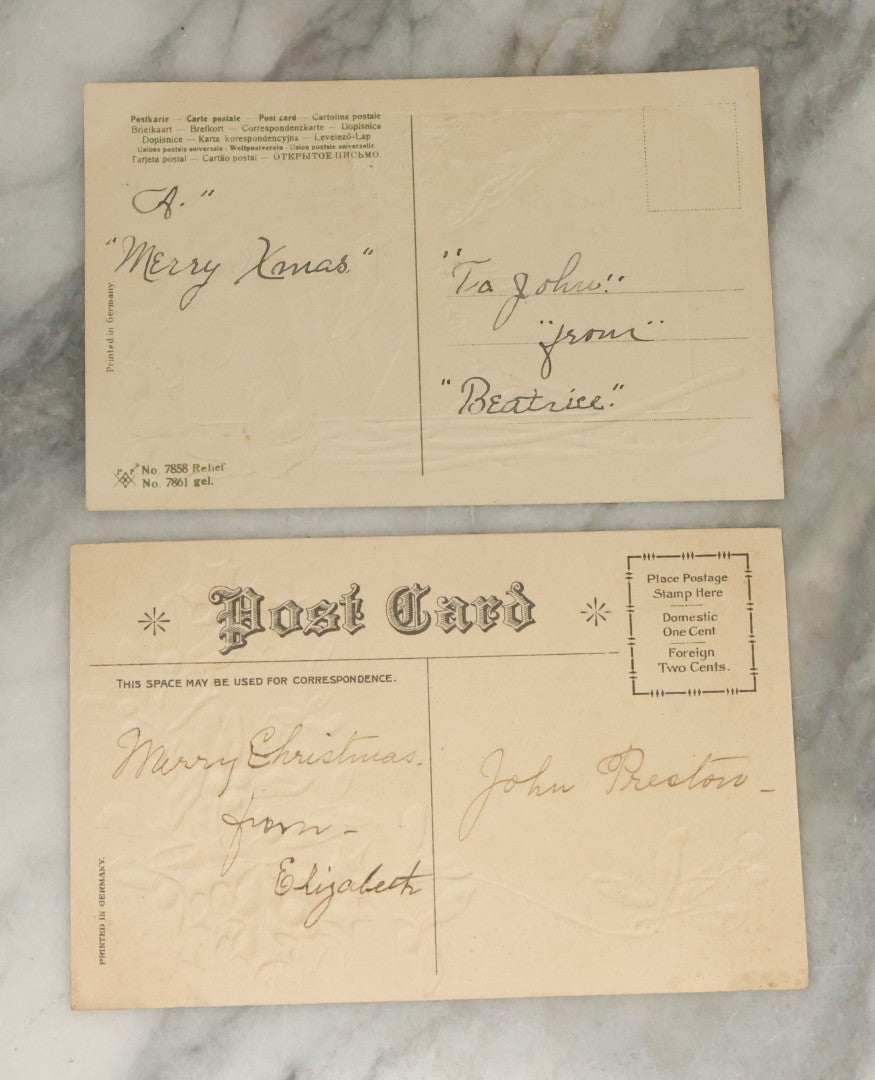 Postkarte – Carte postale – Post card – Cartolina postale
Briefkaart – Brefkort – Correspondenzkarte – Dopisnica
Dopisnice – Karta korespondencyjna – Levelező-Lap
Unione postale universale - Weltpostverein - Union postale universelle
Tarjeta postal – Cartão postal – ОТКРЫТОЕ ПИСЬМО
A."
"Merry Xmas."
Printed in Germany
"To John."
"from"
"Beatrice."
No. 7858 Relief
No. 7861 gel.
Post Card
Place Postage
Stamp Here
Domestic
One Cent
Foreign
Two Cents.
THIS SPACE MAY BE USED FOR CORRESPONDENCE.
Merry Christmas.
from –
Elizabeth
John Preston –
PRINTED IN GERMANY.